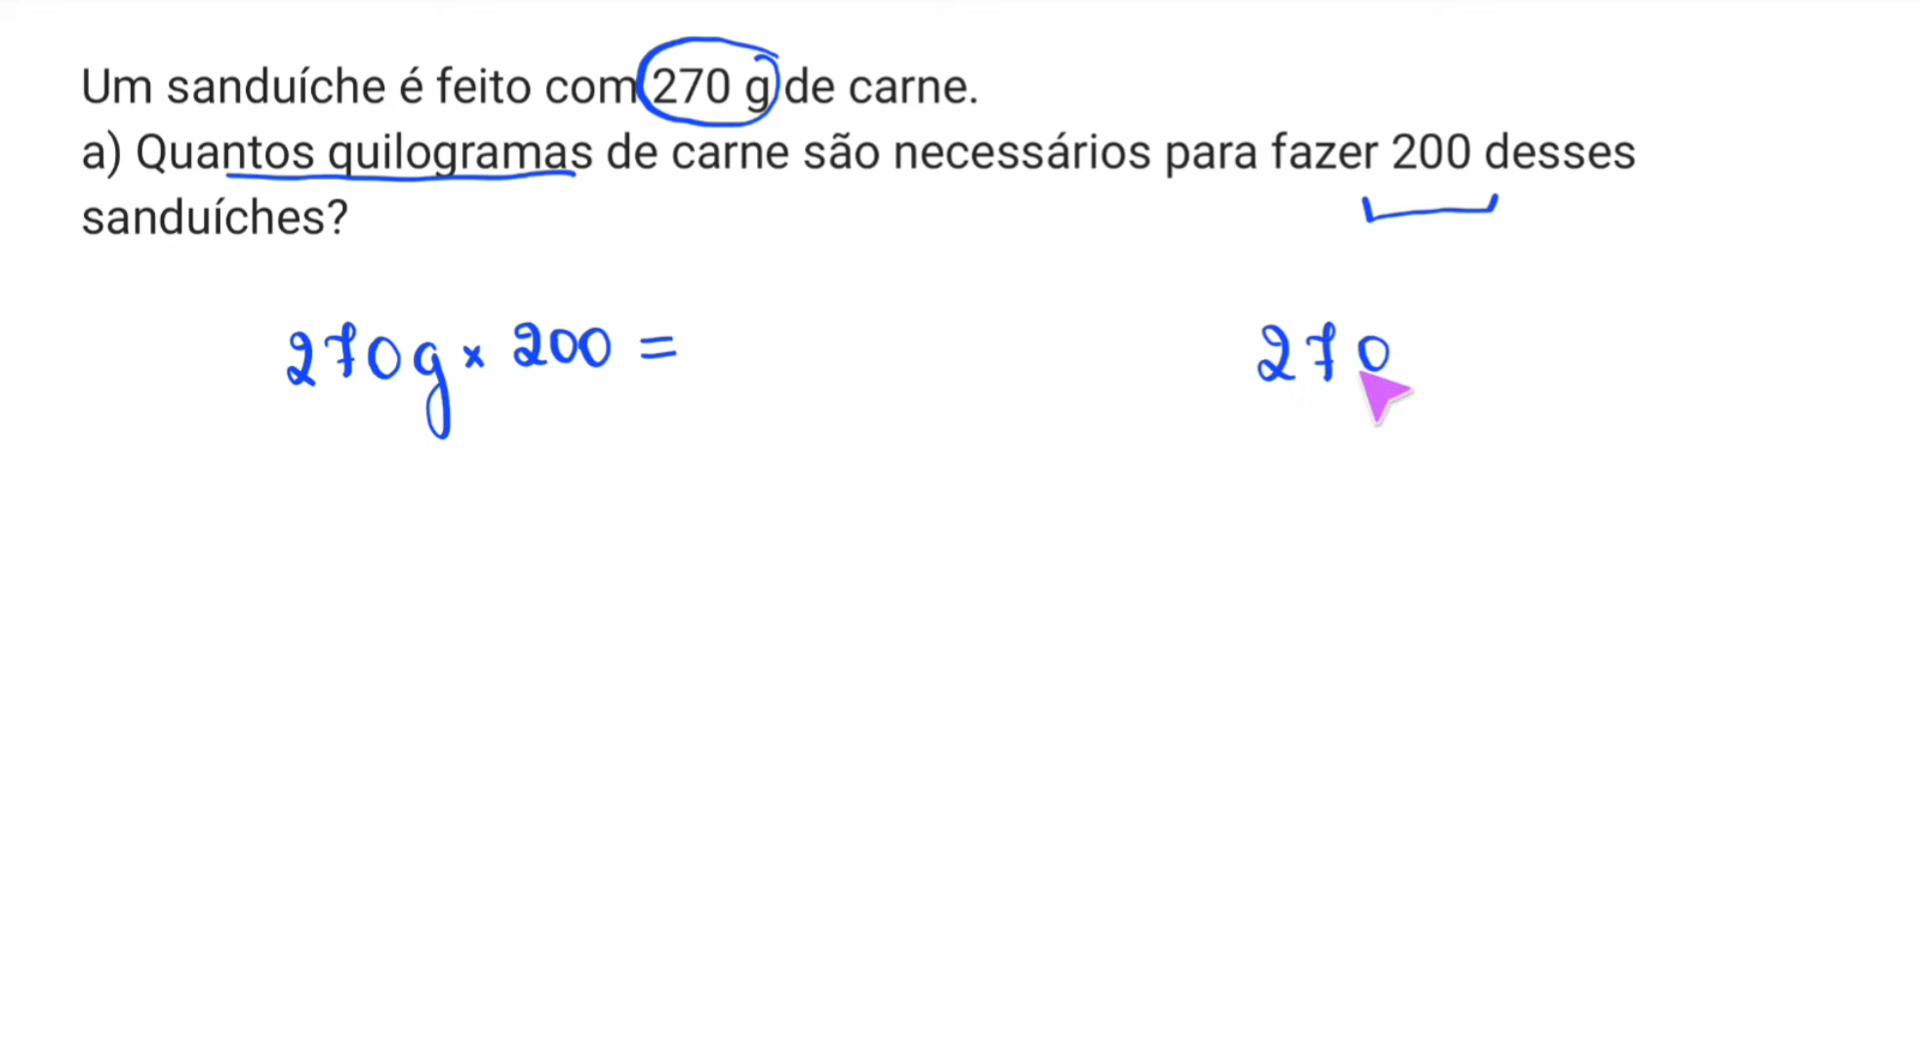 Um sanduíche é feito com 270 g de carne.
a) Quantos quilogramas de carne são necessários para fazer 200 desses
sanduíches?
270g × 200 =
270